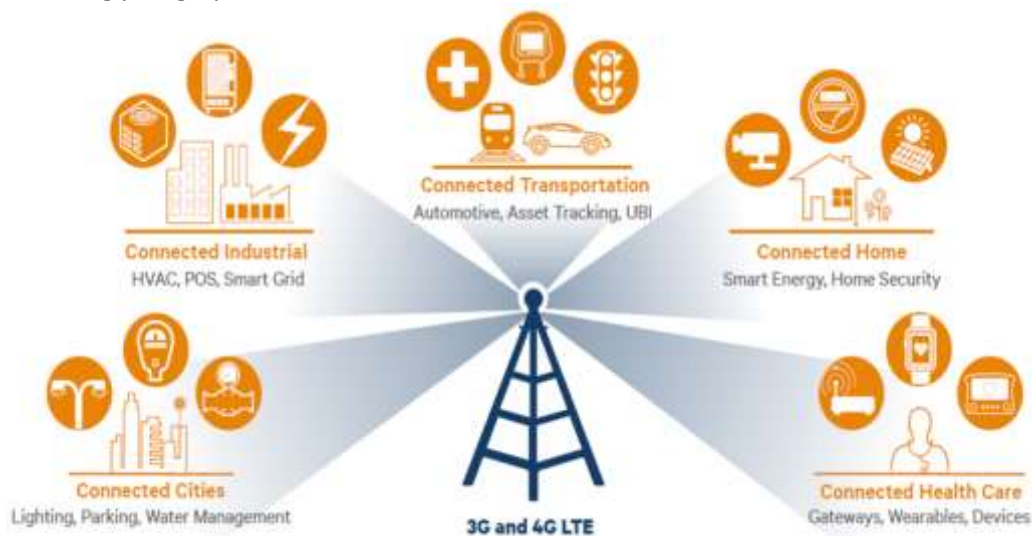 Connected Transportation
Automotive, Asset Tracking, UBI
Connected Industrial
HVAC, POS, Smart Grid
Connected Home
Smart Energy, Home Security
Connected Cities
Lighting, Parking, Water Management
Connected Health Care
Gateways, Wearables, Devices
3G and 4G LTE